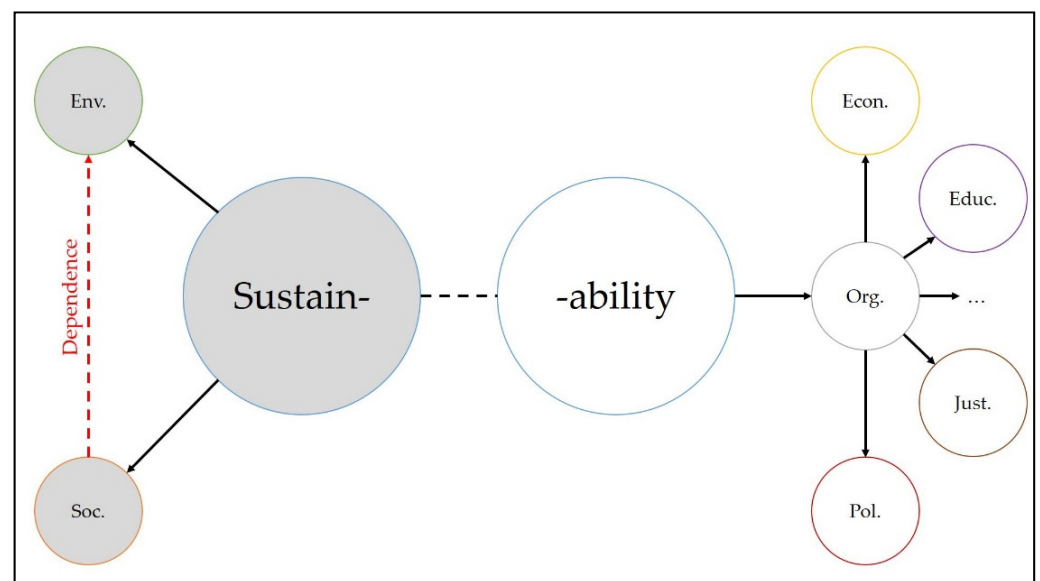 Env.
Dependence
Soc.
Sustain-
-ability
Econ.
Educ.
Org.
...
Just.
Pol.